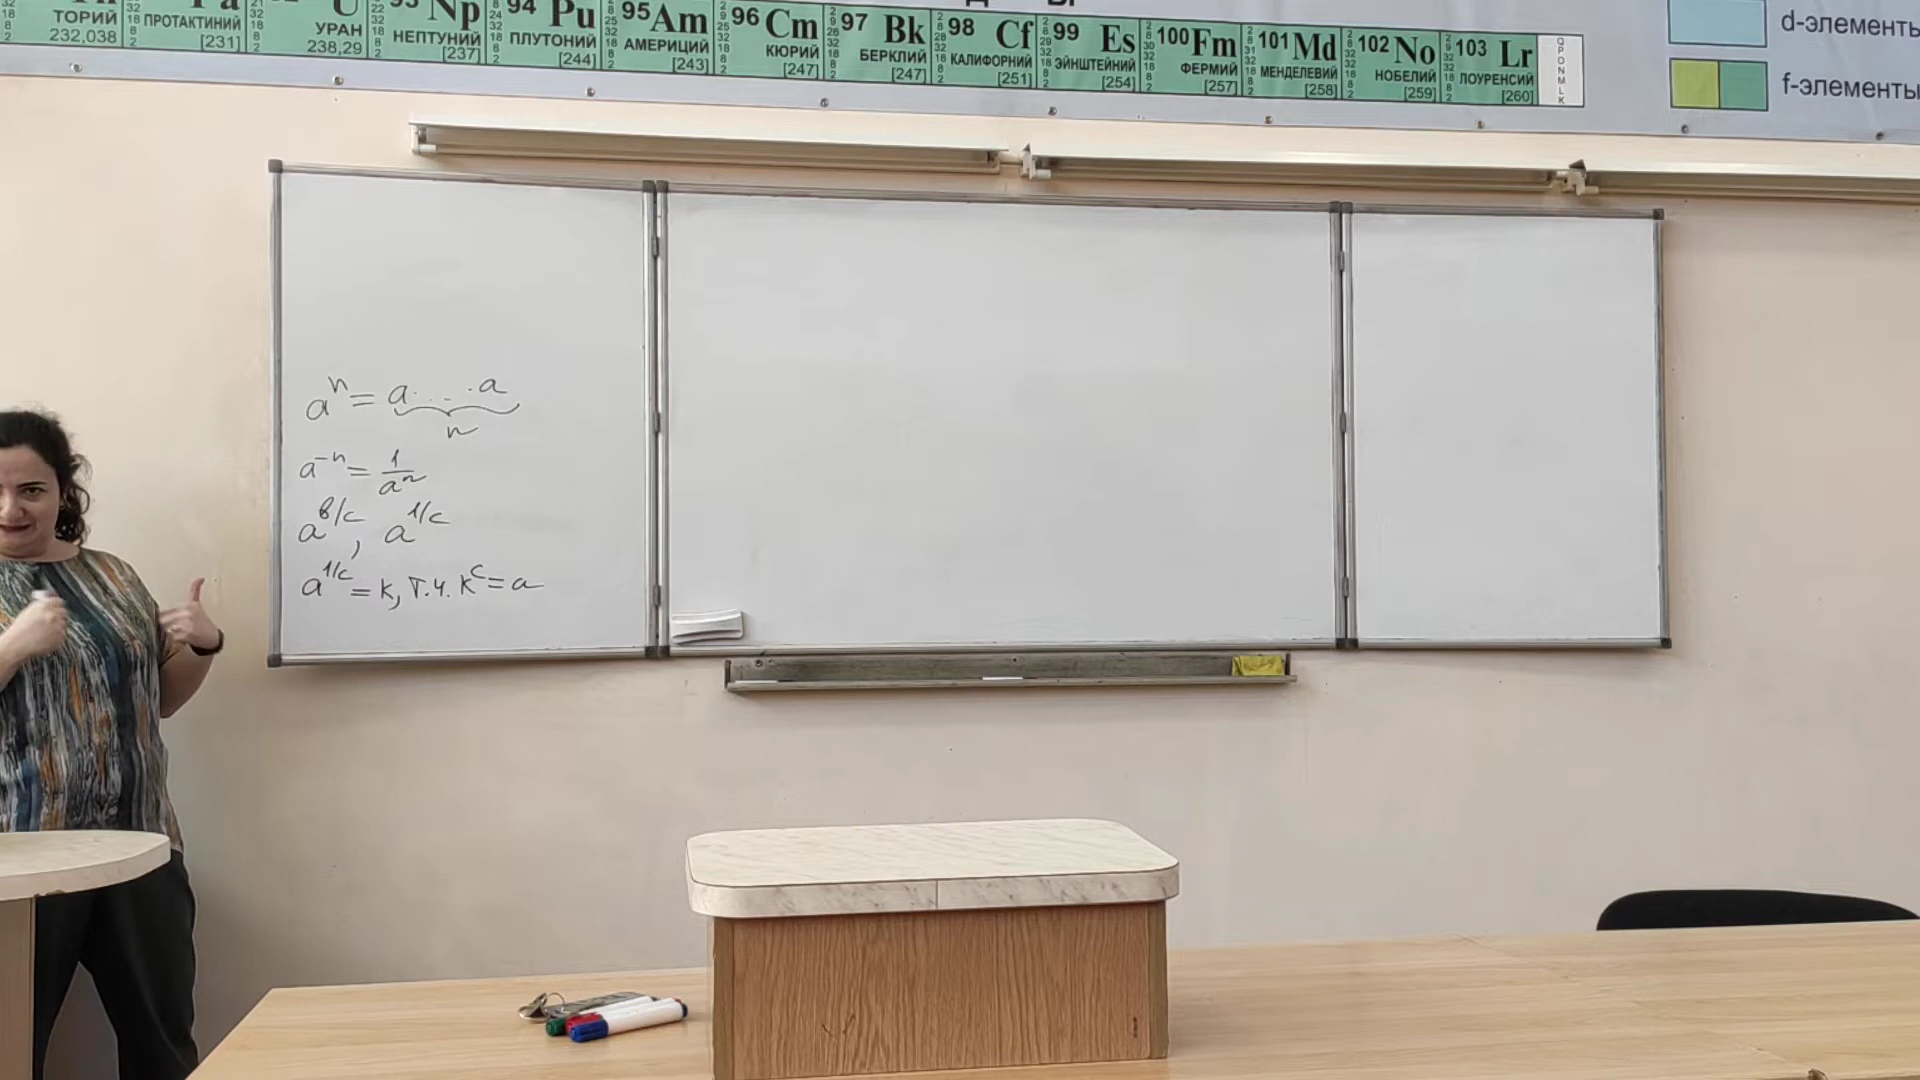 ТОРИЙ 232,038
ПРОТАКТИНИЙ [231]
U УРАН 238,29
93 Np НЕПТУНИЙ [237]
94 Pu ПЛУТОНИЙ [244]
95 Am АМЕРИЦИЙ [243]
96 Cm КЮРИЙ [247]
97 Bk БЕРКЛИЙ [247]
98 Cf КАЛИФОРНИЙ [251]
99 Es ЭЙНШТЕЙНИЙ [254]
100 Fm ФЕРМИЙ [257]
101 Md МЕНДЕЛЕВИЙ [258]
102 No НОБЕЛИЙ [259]
103 Lr ЛОУРЕНСИЙ [260]
Q P O N M L K
d-элементы
f-элементы
a^n = a · ... · a
n
a^-n = 1/a^n
a^в/с, a^1/c
a^1/c = k, т.ч. k^c = a